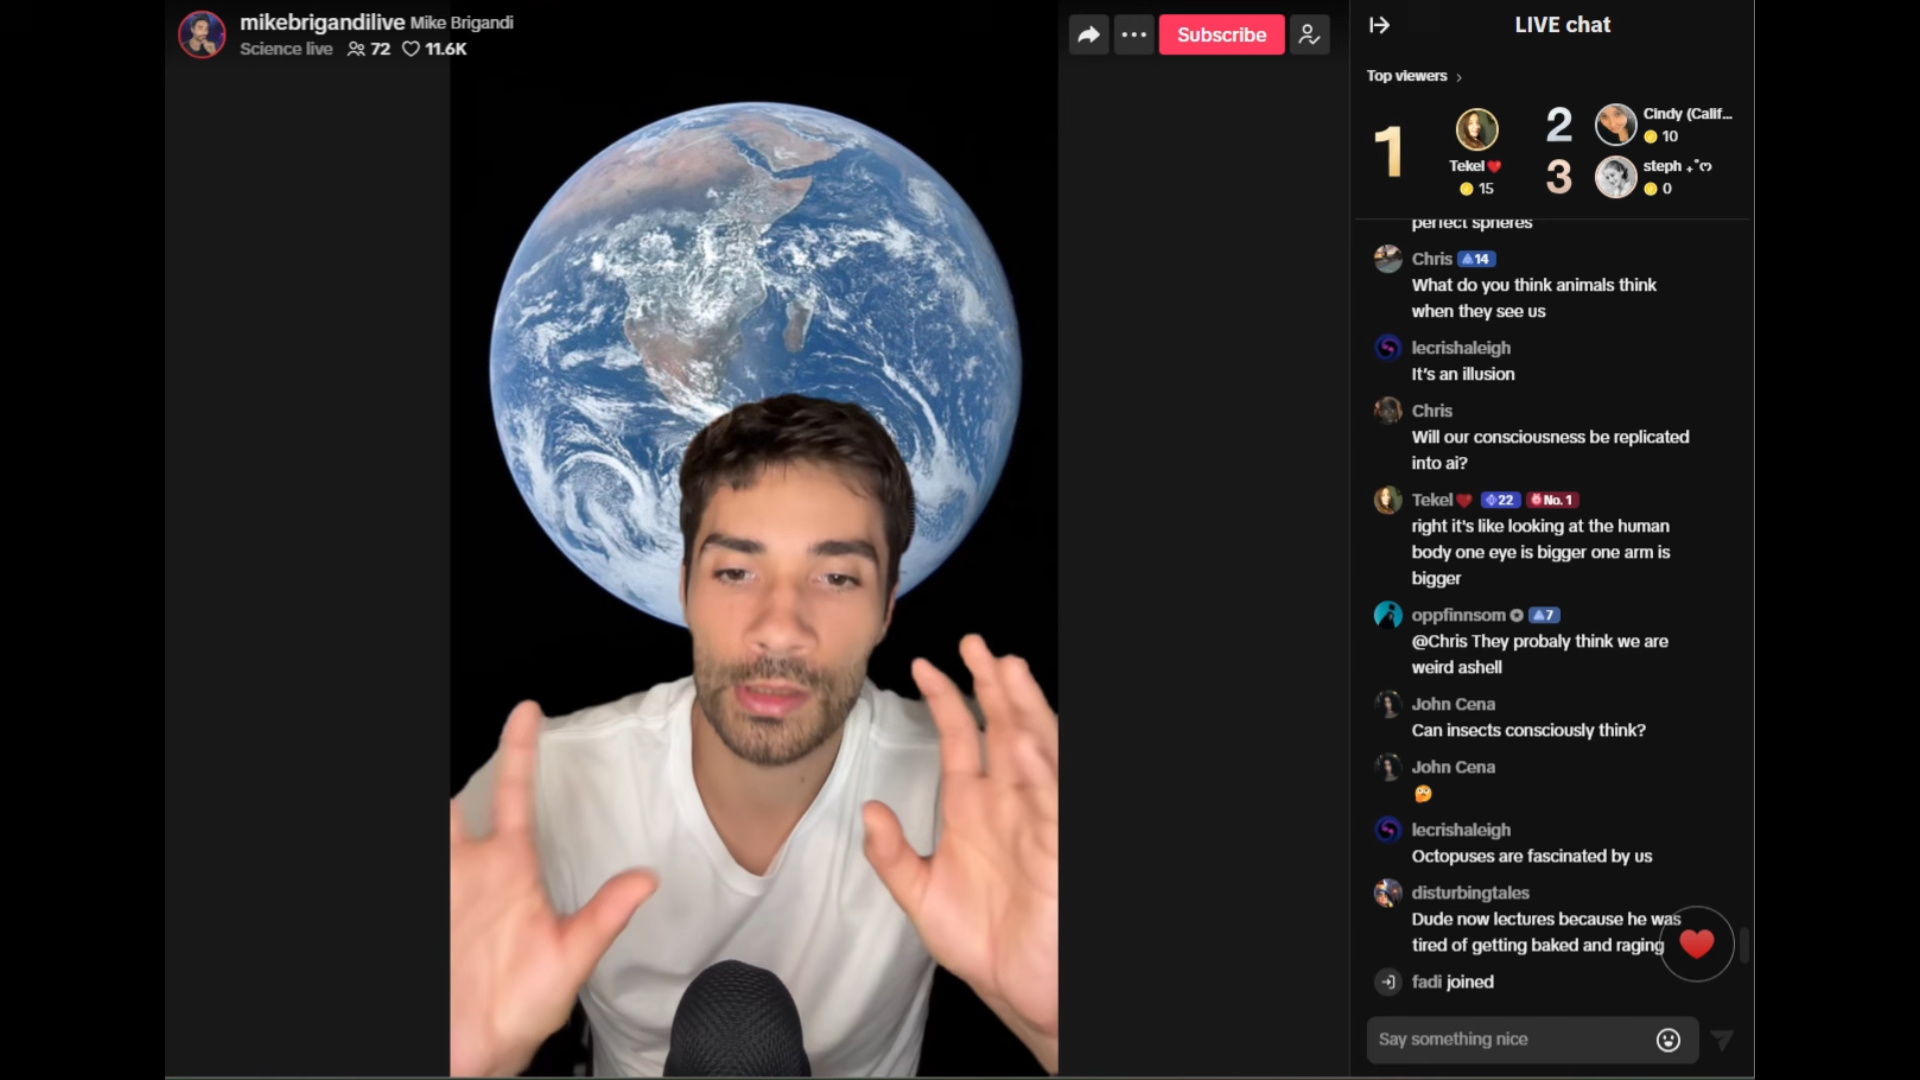 mikebrigandilive Mike Brigandi
Science live 72 11.6K
Subscribe
LIVE chat
Top viewers
1
Tekel❤️
15
2
Cindy (Calif...
10
3
steph ₊˚ෆ
0
perfect spheres
Chris 14
What do you think animals think
when they see us
lecrishaleigh
It's an illusion
Chris
Will our consciousness be replicated
into ai?
Tekel❤️ 22 No. 1
right it's like looking at the human
body one eye is bigger one arm is
bigger
oppfinnsom 7
@Chris They probaly think we are
weird ashell
John Cena
Can insects consciously think?
John Cena
lecrishaleigh
Octopuses are fascinated by us
disturbingtales
Dude now lectures because he was
tired of getting baked and raging
fadi joined
Say something nice